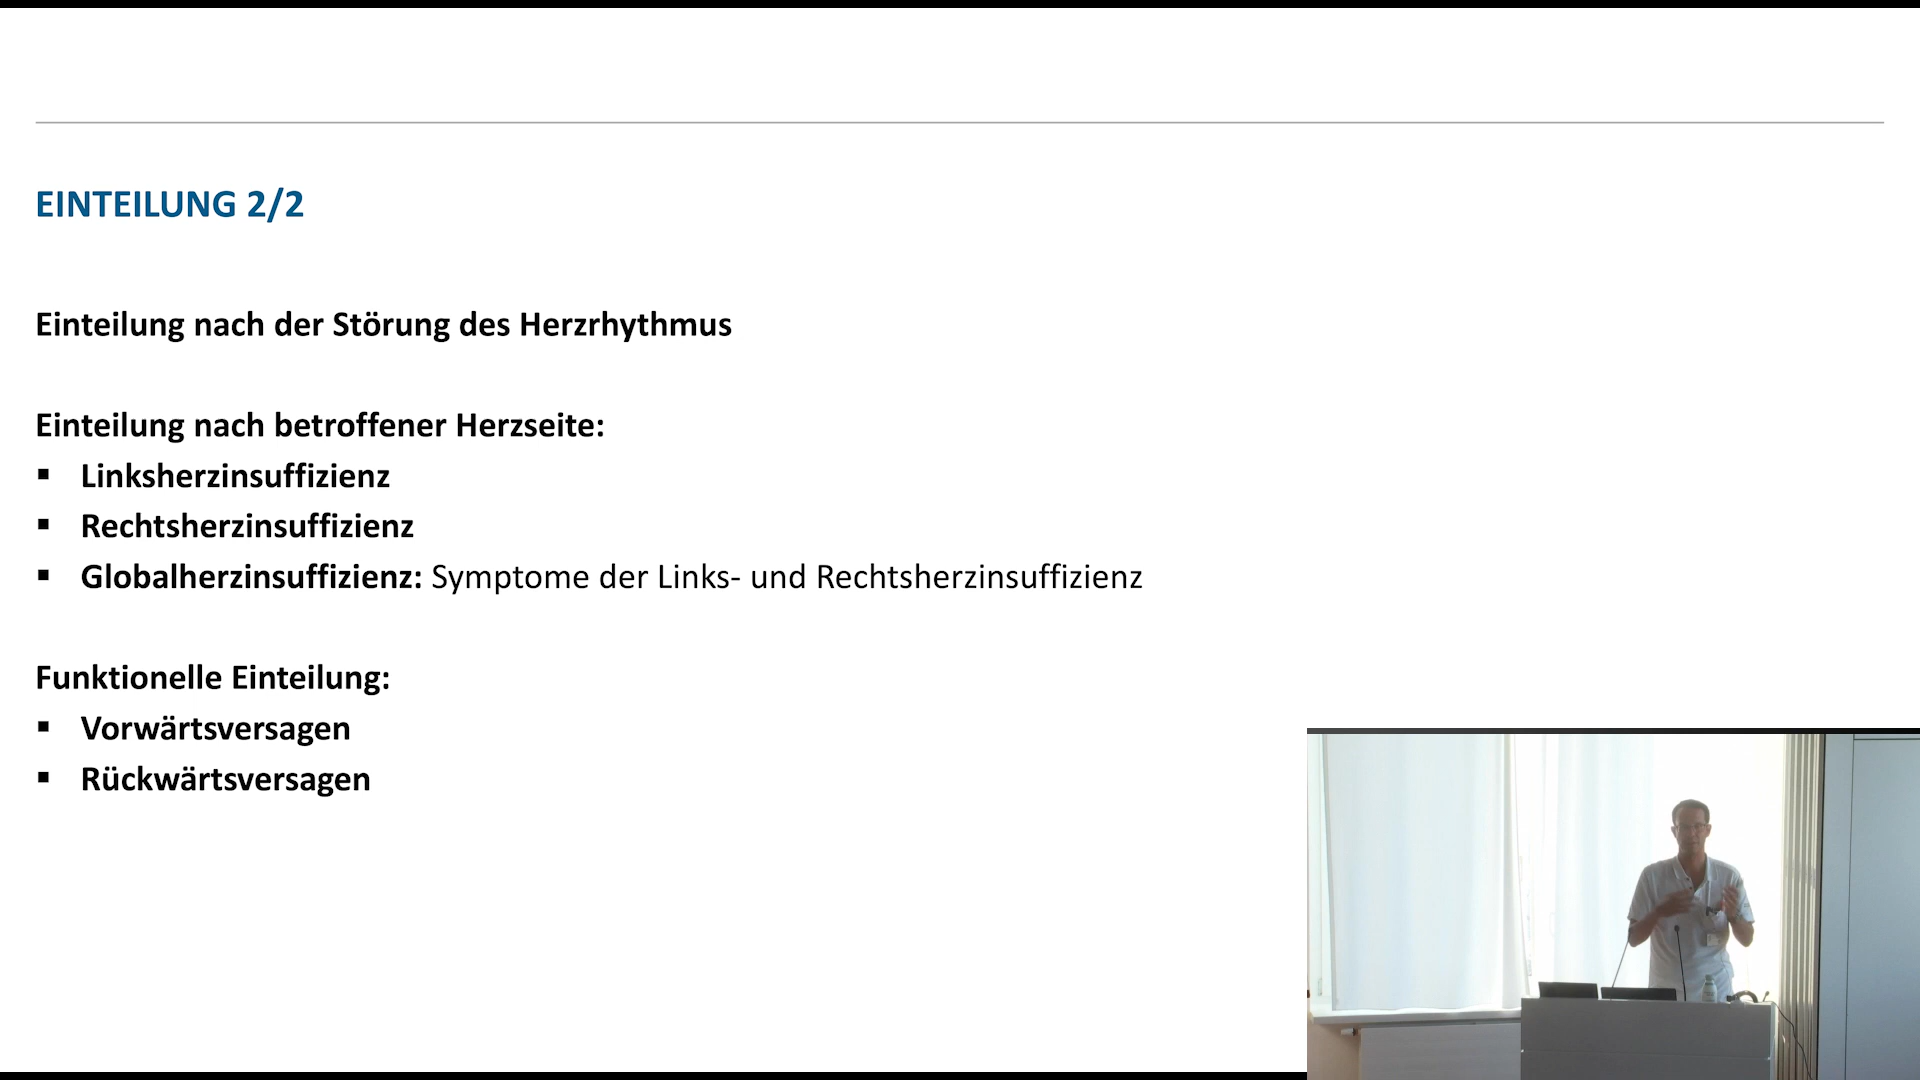 EINTEILUNG 2/2
Einteilung nach der Störung des Herzrhythmus
Einteilung nach betroffener Herzseite:
▪ Linksherzinsuffizienz
▪ Rechtsherzinsuffizienz
▪ Globalherzinsuffizienz: Symptome der Links- und Rechtsherzinsuffizienz
Funktionelle Einteilung:
▪ Vorwärtsversagen
▪ Rückwärtsversagen